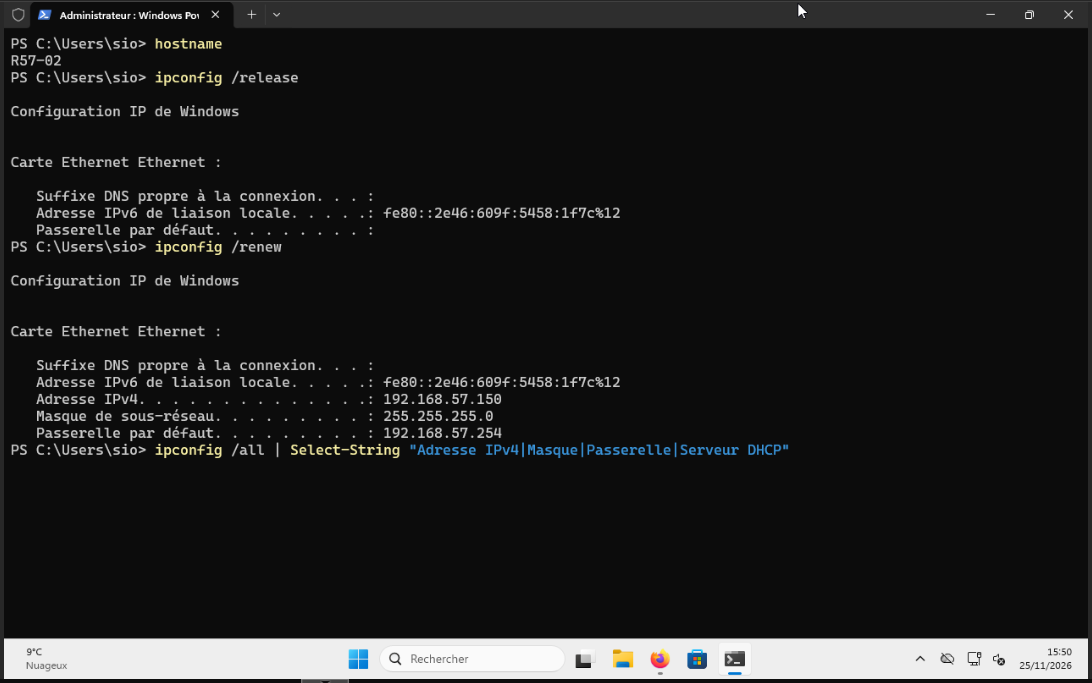 Administrateur : Windows Pow
PS C:\Users\sio> hostname
R57-02
PS C:\Users\sio> ipconfig /release
Configuration IP de Windows
Carte Ethernet Ethernet :
Suffixe DNS propre à la connexion. . . :
Adresse IPv6 de liaison locale. . . . .: fe80::2e46:609f:5458:1f7c%12
Passerelle par défaut. . . . . . . . . :
PS C:\Users\sio> ipconfig /renew
Configuration IP de Windows
Carte Ethernet Ethernet :
Suffixe DNS propre à la connexion. . . :
Adresse IPv6 de liaison locale. . . . .: fe80::2e46:609f:5458:1f7c%12
Adresse IPv4. . . . . . . . . . . . . .: 192.168.57.150
Masque de sous-réseau. . . . . . . . . : 255.255.255.0
Passerelle par défaut. . . . . . . . . : 192.168.57.254
PS C:\Users\sio> ipconfig /all | Select-String "Adresse IPv4|Masque|Passerelle|Serveur DHCP"
9°C
Nuageux
Rechercher
15:50
25/11/2026